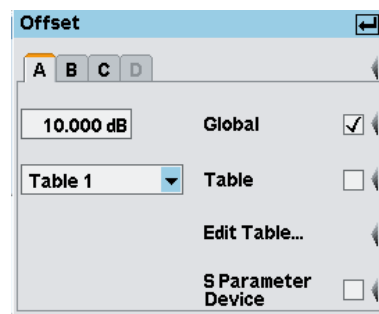 Offset
A B C D
10.000 dB Global
Table 1 Table
Edit Table...
S Parameter
Device